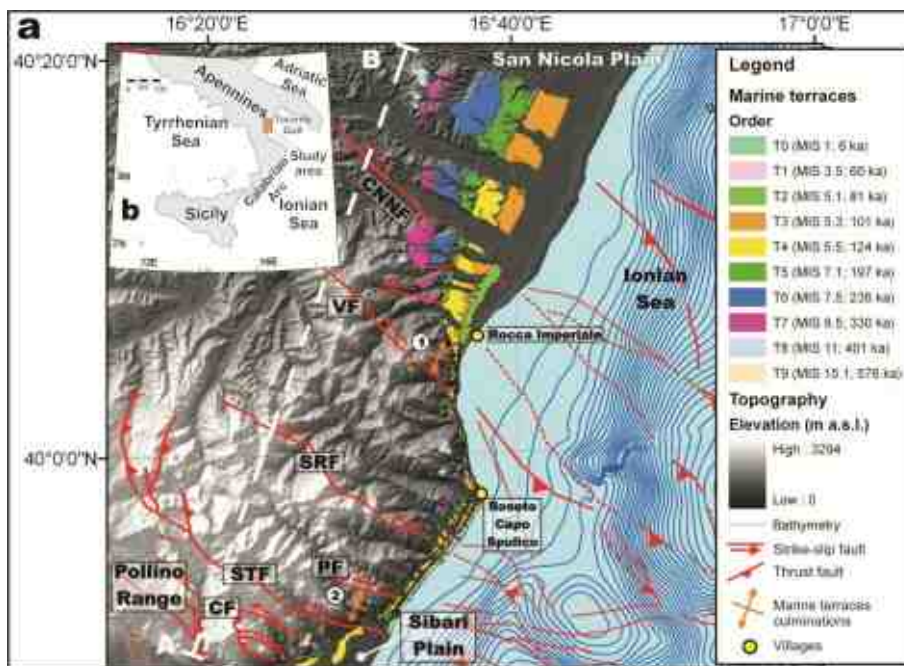 a
16°20'0"E
16°40'0"E
17°0'0"E
40°20'0"N
40°0'0"N
B
San Nicola Plain
Apennines
Adriatic
Sea
Tyrrhenian
Sea
Study
area
Calabrian
Arc
Ionian
Sea
Sicily
b
CNNF
VF
1
Rocca Imperiale
Ionian
Sea
SRF
Roseto
Capo
Spulico
STF
PF
2
Pollino
Range
CF
Sibari
Plain
Legend
Marine terraces
Order
T0 (MIS 1; 6 ka)
T1 (MIS 3.5; 60 ka)
T2 (MIS 5.1; 81 ka)
T3 (MIS 5.3; 101 ka)
T4 (MIS 5.5; 124 ka)
T5 (MIS 7.1; 197 ka)
T6 (MIS 7.5; 238 ka)
T7 (MIS 9.5; 330 ka)
T8 (MIS 11; 401 ka)
T9 (MIS 15.1; 576 ka)
Topography
Elevation (m a.s.l.)
High : 3294
Low : 0
Bathymetry
Strike-slip fault
Thrust fault
Marine terraces
culminations
Villages